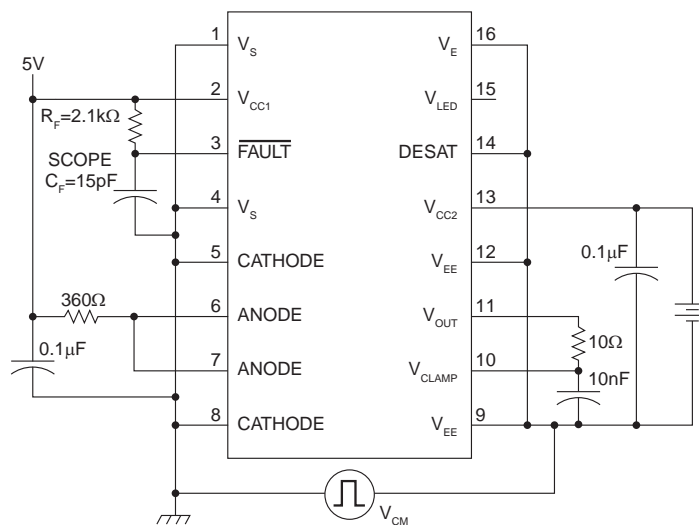 5V
R_F=2.1kΩ
SCOPE
C_F=15pF
360Ω
0.1µF
1 V_S
2 V_CC1
3 FAULT
4 V_S
5 CATHODE
6 ANODE
7 ANODE
8 CATHODE
16 V_E
15 V_LED
14 DESAT
13 V_CC2
12 V_EE
11 V_OUT
10 V_CLAMP
9 V_EE
0.1µF
10Ω
10nF
V_CM